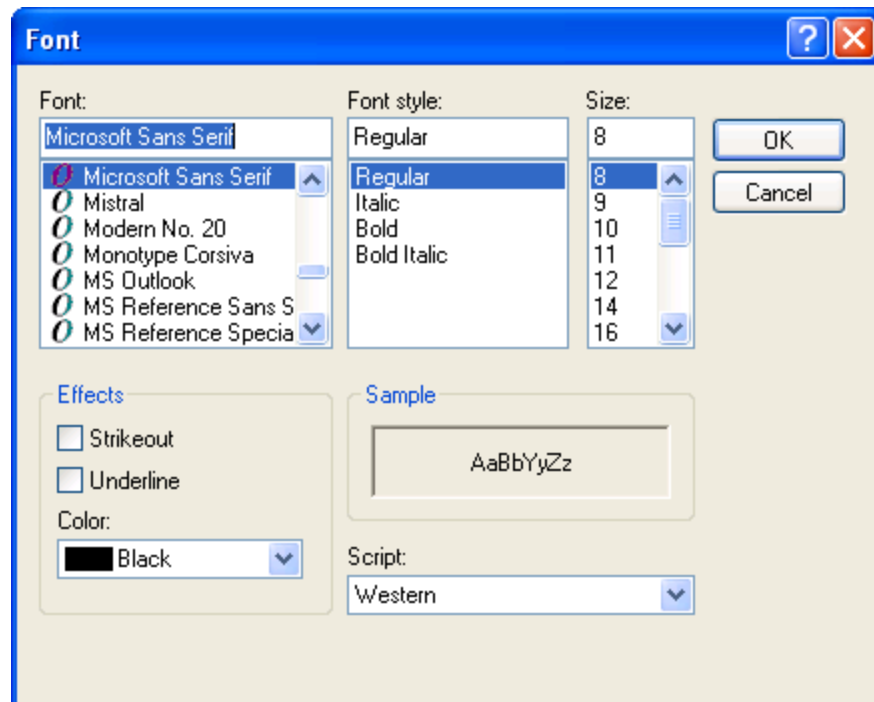 Font
Font:
Microsoft Sans Serif
Microsoft Sans Serif
Mistral
Modern No. 20
Monotype Corsiva
MS Outlook
MS Reference Sans S
MS Reference Specia
Font style:
Regular
Regular
Italic
Bold
Bold Italic
Size:
8
8
9
10
11
12
14
16
OK
Cancel
Effects
Strikeout
Underline
Color:
Black
Sample
AaBbYyZz
Script:
Western